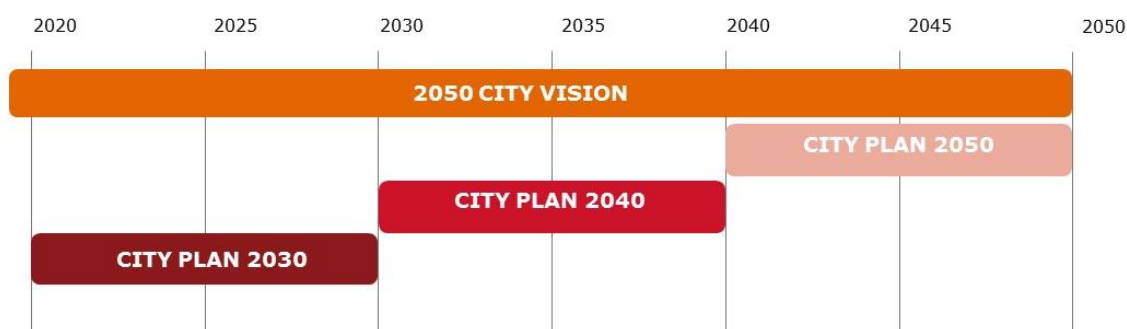 2020 2025 2030 2035 2040 2045 2050
2050 CITY VISION
CITY PLAN 2050
CITY PLAN 2040
CITY PLAN 2030